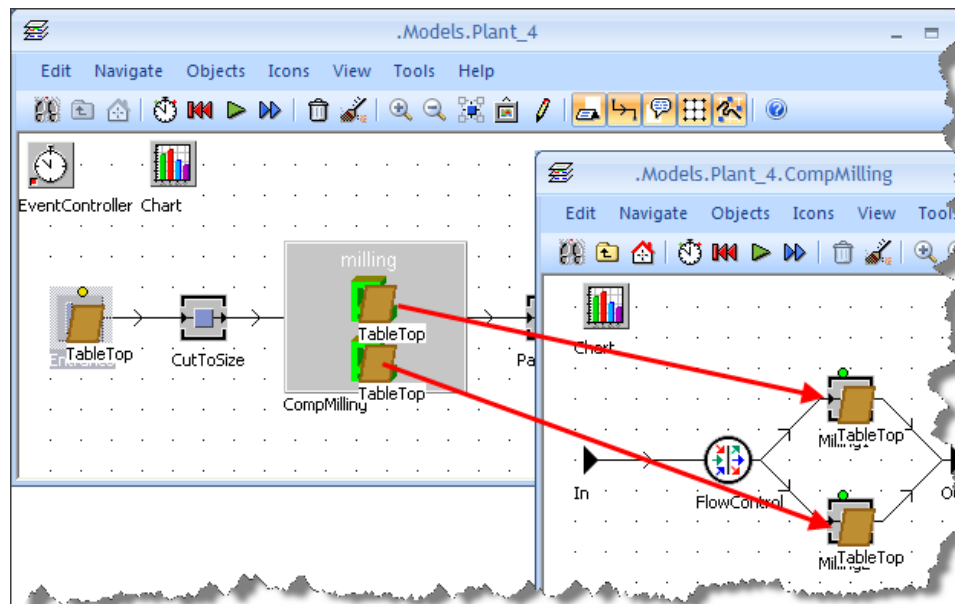 .Models.Plant_4
Edit Navigate Objects Icons View Tools Help
EventController Chart
milling
TableTop
TableTop
TableTop
CutToSize
CompMilling
.Models.Plant_4.CompMilling
Edit Navigate Objects Icons View
Chart
TableTop
In
FlowControl
TableTop